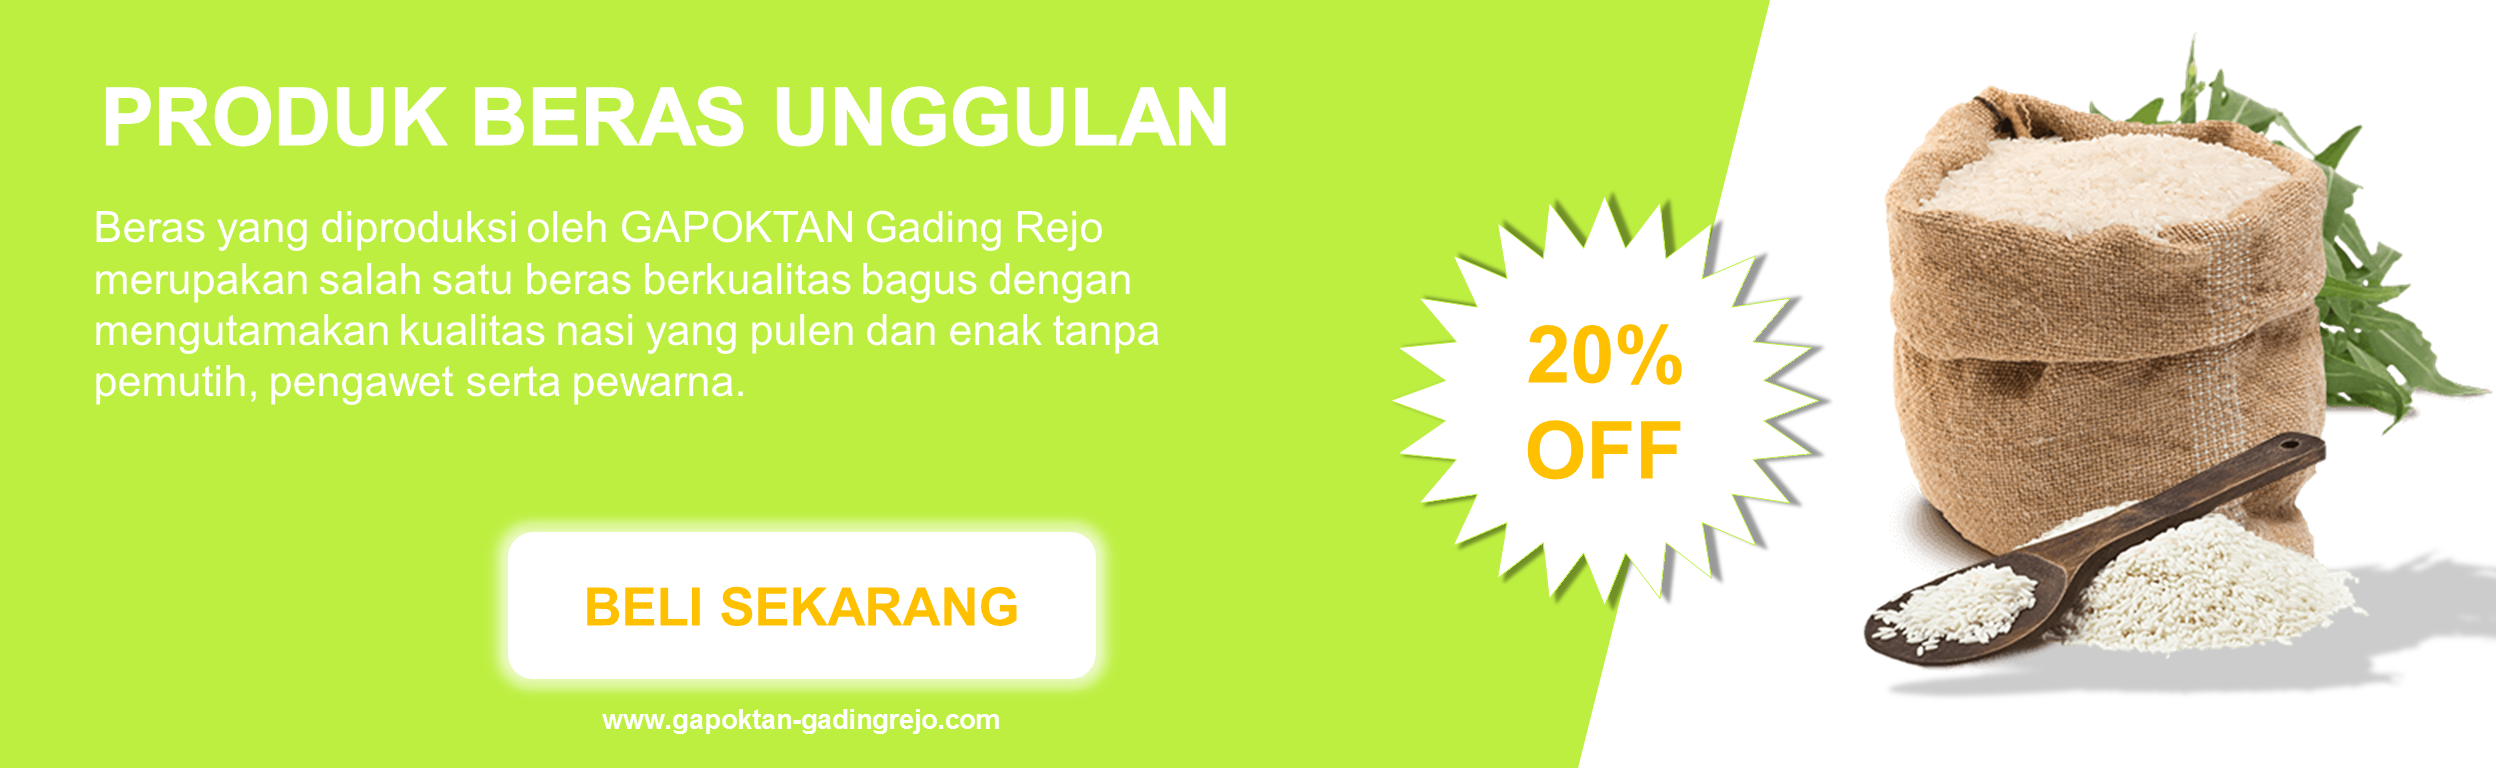 PRODUK BERAS UNGGULAN
Beras yang diproduksi oleh GAPOKTAN Gading Rejo
merupakan salah satu beras berkualitas bagus dengan
mengutamakan kualitas nasi yang pulen dan enak tanpa
pemutih, pengawet serta pewarna.
20%
OFF
BELI SEKARANG
www.gapoktan-gadingrejo.com